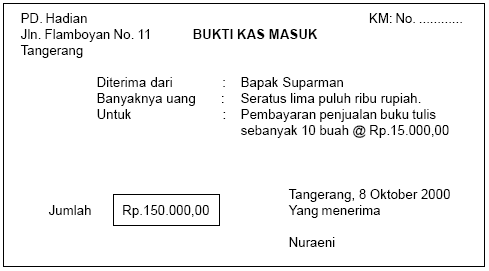 PD. Hadian KM: No. ............
Jln. Flamboyan No. 11 BUKTI KAS MASUK
Tangerang
Diterima dari : Bapak Suparman
Banyaknya uang : Seratus lima puluh ribu rupiah.
Untuk : Pembayaran penjualan buku tulis
sebanyak 10 buah @ Rp.15.000,00
Tangerang, 8 Oktober 2000
Jumlah Rp.150.000,00 Yang menerima
Nuraeni